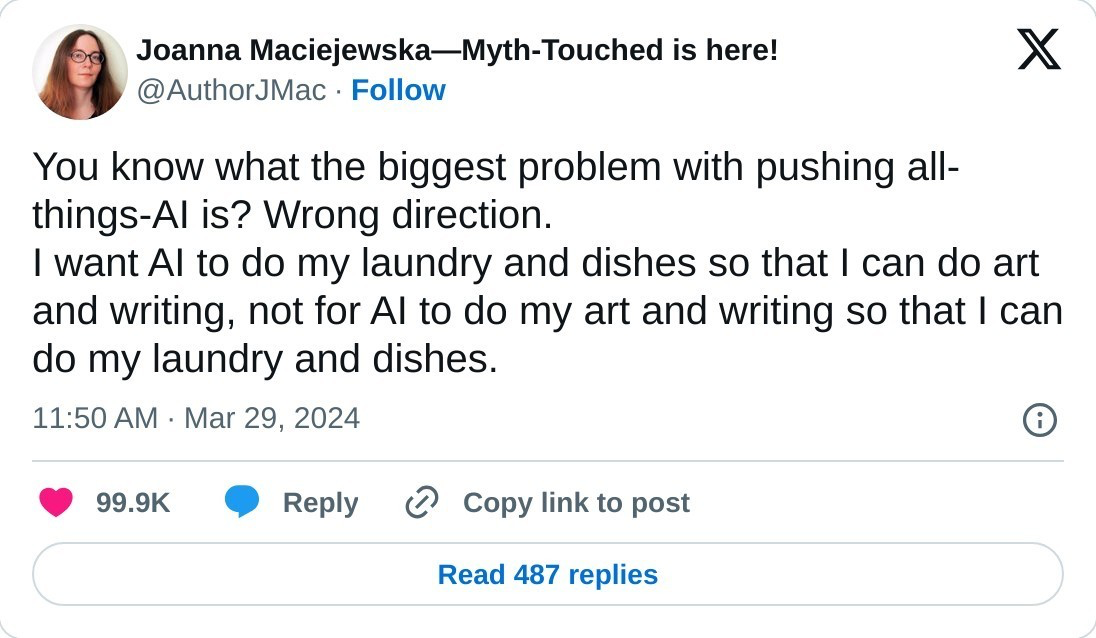 Joanna Maciejewska—Myth-Touched is here!
@AuthorJMac · Follow
You know what the biggest problem with pushing all-
things-AI is? Wrong direction.
I want AI to do my laundry and dishes so that I can do art
and writing, not for AI to do my art and writing so that I can
do my laundry and dishes.
11:50 AM · Mar 29, 2024
99.9K Reply Copy link to post
Read 487 replies